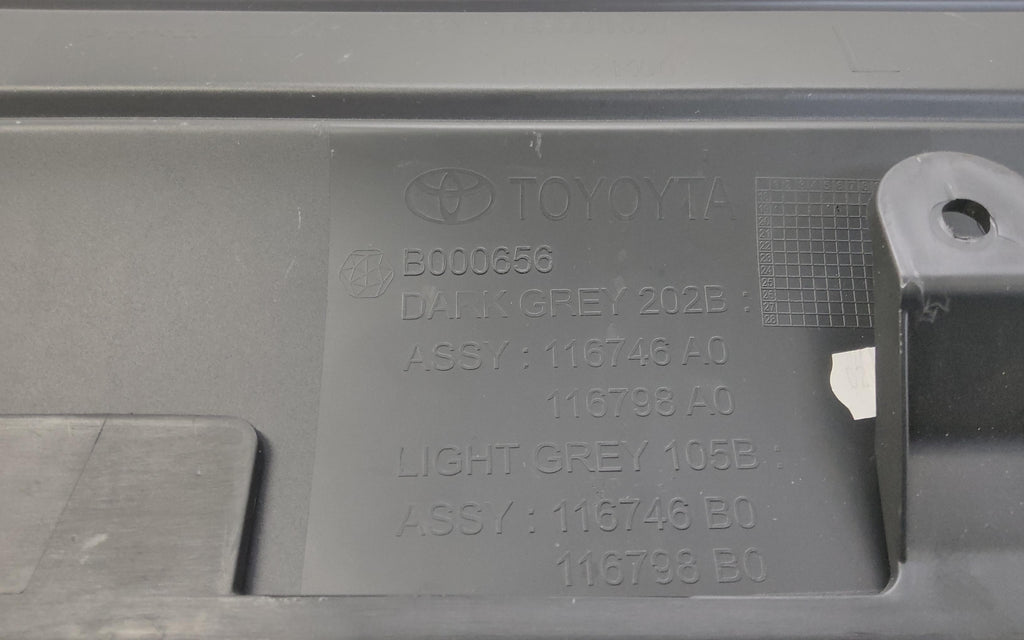 TOYOYTA
B000656
DARK GREY 202B :
ASSY : 116746 A0
116798 A0
LIGHT GREY 105B :
ASSY : 116746 B0
116798 B0